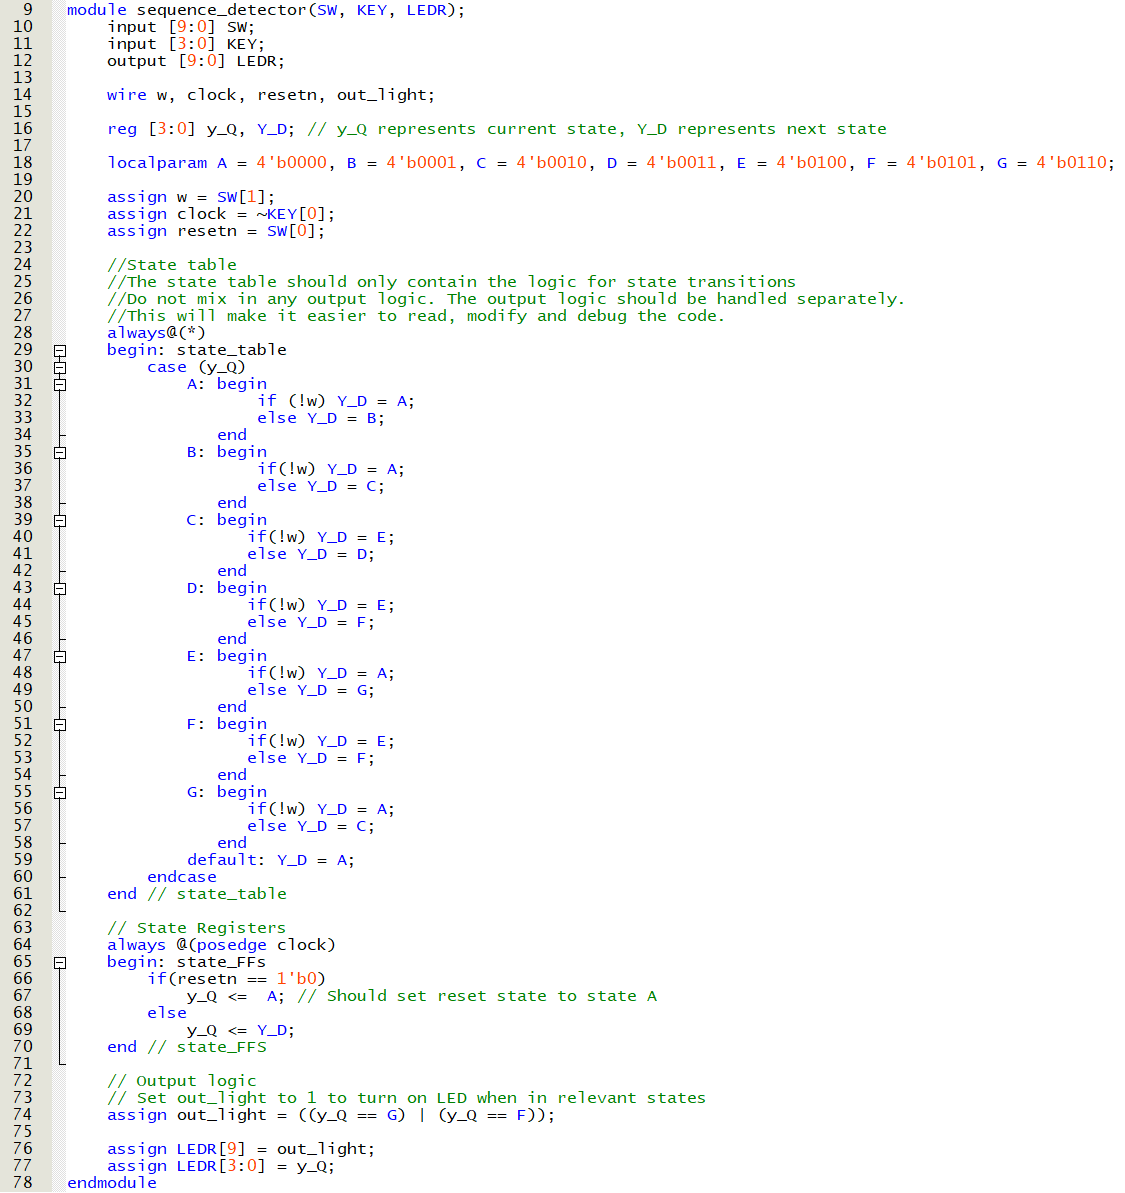 9 module sequence_detector(SW, KEY, LEDR);
10 input [9:0] SW;
11 input [3:0] KEY;
12 output [9:0] LEDR;
13
14 wire w, clock, resetn, out_light;
15
16 reg [3:0] y_Q, Y_D; // y_Q represents current state, Y_D represents next state
17
18 localparam A = 4'b0000, B = 4'b0001, C = 4'b0010, D = 4'b0011, E = 4'b0100, F = 4'b0101, G = 4'b0110;
19
20 assign w = SW[1];
21 assign clock = ~KEY[0];
22 assign resetn = SW[0];
23
24 //State table
25 //The state table should only contain the logic for state transitions
26 //Do not mix in any output logic. The output logic should be handled separately.
27 //This will make it easier to read, modify and debug the code.
28 always@(*)
29 begin: state_table
30 case (y_Q)
31 A: begin
32 if (!w) Y_D = A;
33 else Y_D = B;
34 end
35 B: begin
36 if(!w) Y_D = A;
37 else Y_D = C;
38 end
39 C: begin
40 if(!w) Y_D = E;
41 else Y_D = D;
42 end
43 D: begin
44 if(!w) Y_D = E;
45 else Y_D = F;
46 end
47 E: begin
48 if(!w) Y_D = A;
49 else Y_D = G;
50 end
51 F: begin
52 if(!w) Y_D = E;
53 else Y_D = F;
54 end
55 G: begin
56 if(!w) Y_D = A;
57 else Y_D = C;
58 end
59 default: Y_D = A;
60 endcase
61 end // state_table
62
63 // State Registers
64 always @(posedge clock)
65 begin: state_FFs
66 if(resetn == 1'b0)
67 y_Q <=  A; // Should set reset state to state A
68 else
69 y_Q <= Y_D;
70 end // state_FFS
71
72 // Output logic
73 // Set out_light to 1 to turn on LED when in relevant states
74 assign out_light = ((y_Q == G) | (y_Q == F));
75
76 assign LEDR[9] = out_light;
77 assign LEDR[3:0] = y_Q;
78 endmodule